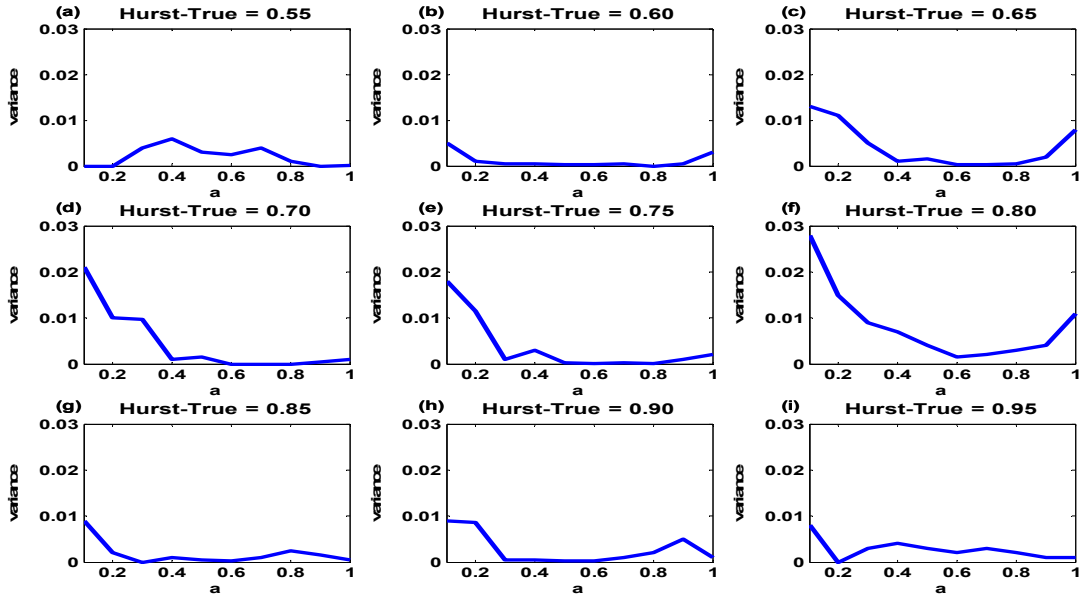 (a) Hurst-True = 0.55
0.03
0.02
0.01
0
variance
0.2 0.4 0.6 0.8 1
a
(b) Hurst-True = 0.60
0.03
0.02
0.01
0
variance
0.2 0.4 0.6 0.8 1
a
(c) Hurst-True = 0.65
0.03
0.02
0.01
0
variance
0.2 0.4 0.6 0.8 1
a
(d) Hurst-True = 0.70
0.03
0.02
0.01
0
variance
0.2 0.4 0.6 0.8 1
a
(e) Hurst-True = 0.75
0.03
0.02
0.01
0
variance
0.2 0.4 0.6 0.8 1
a
(f) Hurst-True = 0.80
0.03
0.02
0.01
0
variance
0.2 0.4 0.6 0.8 1
a
(g) Hurst-True = 0.85
0.03
0.02
0.01
0
variance
0.2 0.4 0.6 0.8 1
a
(h) Hurst-True = 0.90
0.03
0.02
0.01
0
variance
0.2 0.4 0.6 0.8 1
a
(i) Hurst-True = 0.95
0.03
0.02
0.01
0
variance
0.2 0.4 0.6 0.8 1
a